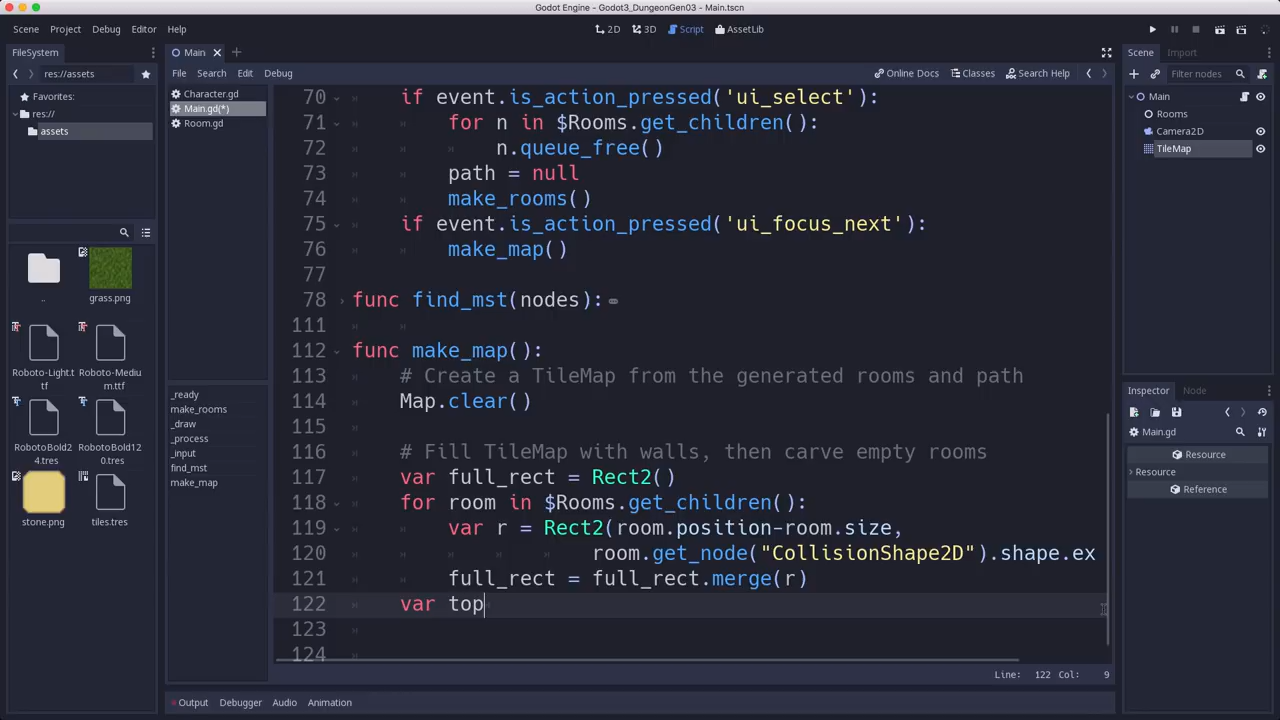 Godot Engine - Godot3_DungeonGen03 - Main.tscn
Scene Project Debug Editor Help
2D 3D Script AssetLib
FileSystem
res://assets
Favorites:
res://
assets
..
grass.png
Roboto-Light.t
tf
Roboto-Mediu
m.ttf
RobotoBold2
4.tres
RobotoBold12
0.tres
stone.png
tiles.tres
Main
File Search Edit Debug
Online Docs Classes Search Help
Character.gd
Main.gd(*)
Room.gd
_ready
make_rooms
_draw
_process
_input
find_mst
make_map
70 if event.is_action_pressed('ui_select'):
71 for n in $Rooms.get_children():
72 n.queue_free()
73 path = null
74 make_rooms()
75 if event.is_action_pressed('ui_focus_next'):
76 make_map()
77
78 func find_mst(nodes):
111
112 func make_map():
113 # Create a TileMap from the generated rooms and path
114 Map.clear()
115
116 # Fill TileMap with walls, then carve empty rooms
117 var full_rect = Rect2()
118 for room in $Rooms.get_children():
119 var r = Rect2(room.position-room.size,
120 room.get_node("CollisionShape2D").shape.ex
121 full_rect = full_rect.merge(r)
122 var top
123
124
Line: 122 Col: 9
Output Debugger Audio Animation
Scene Import
Filter nodes
Main
Rooms
Camera2D
TileMap
Inspector Node
Main.gd
Resource
Resource
Reference